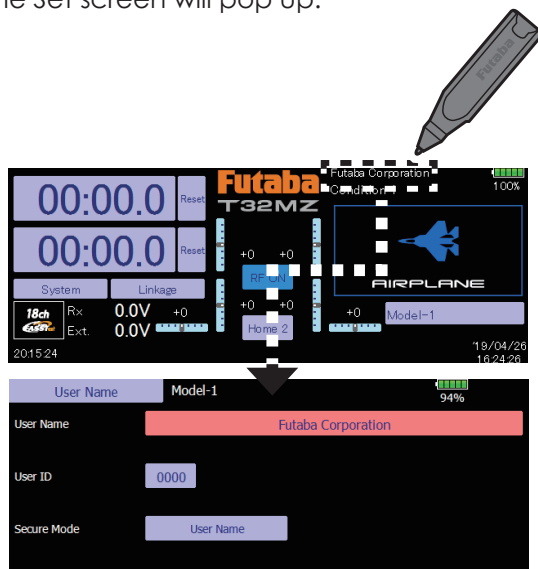 ne Set screen will pop up.
Futaba
Futaba
T32MZ
Futaba Corporation
Condition 1
100%
00:00.0
Reset
00:00.0
Reset
+0 +0
RF ON
AIRPLANE
System
Linkage
18ch
FASSTest
Rx 0.0V
Ext. 0.0V
+0
+0 +0
Home 2
+0
Model-1
20:15:24
'19/04/26
16:24:26
User Name
Model-1
94%
User Name
Futaba Corporation
User ID
0000
Secure Mode
User Name